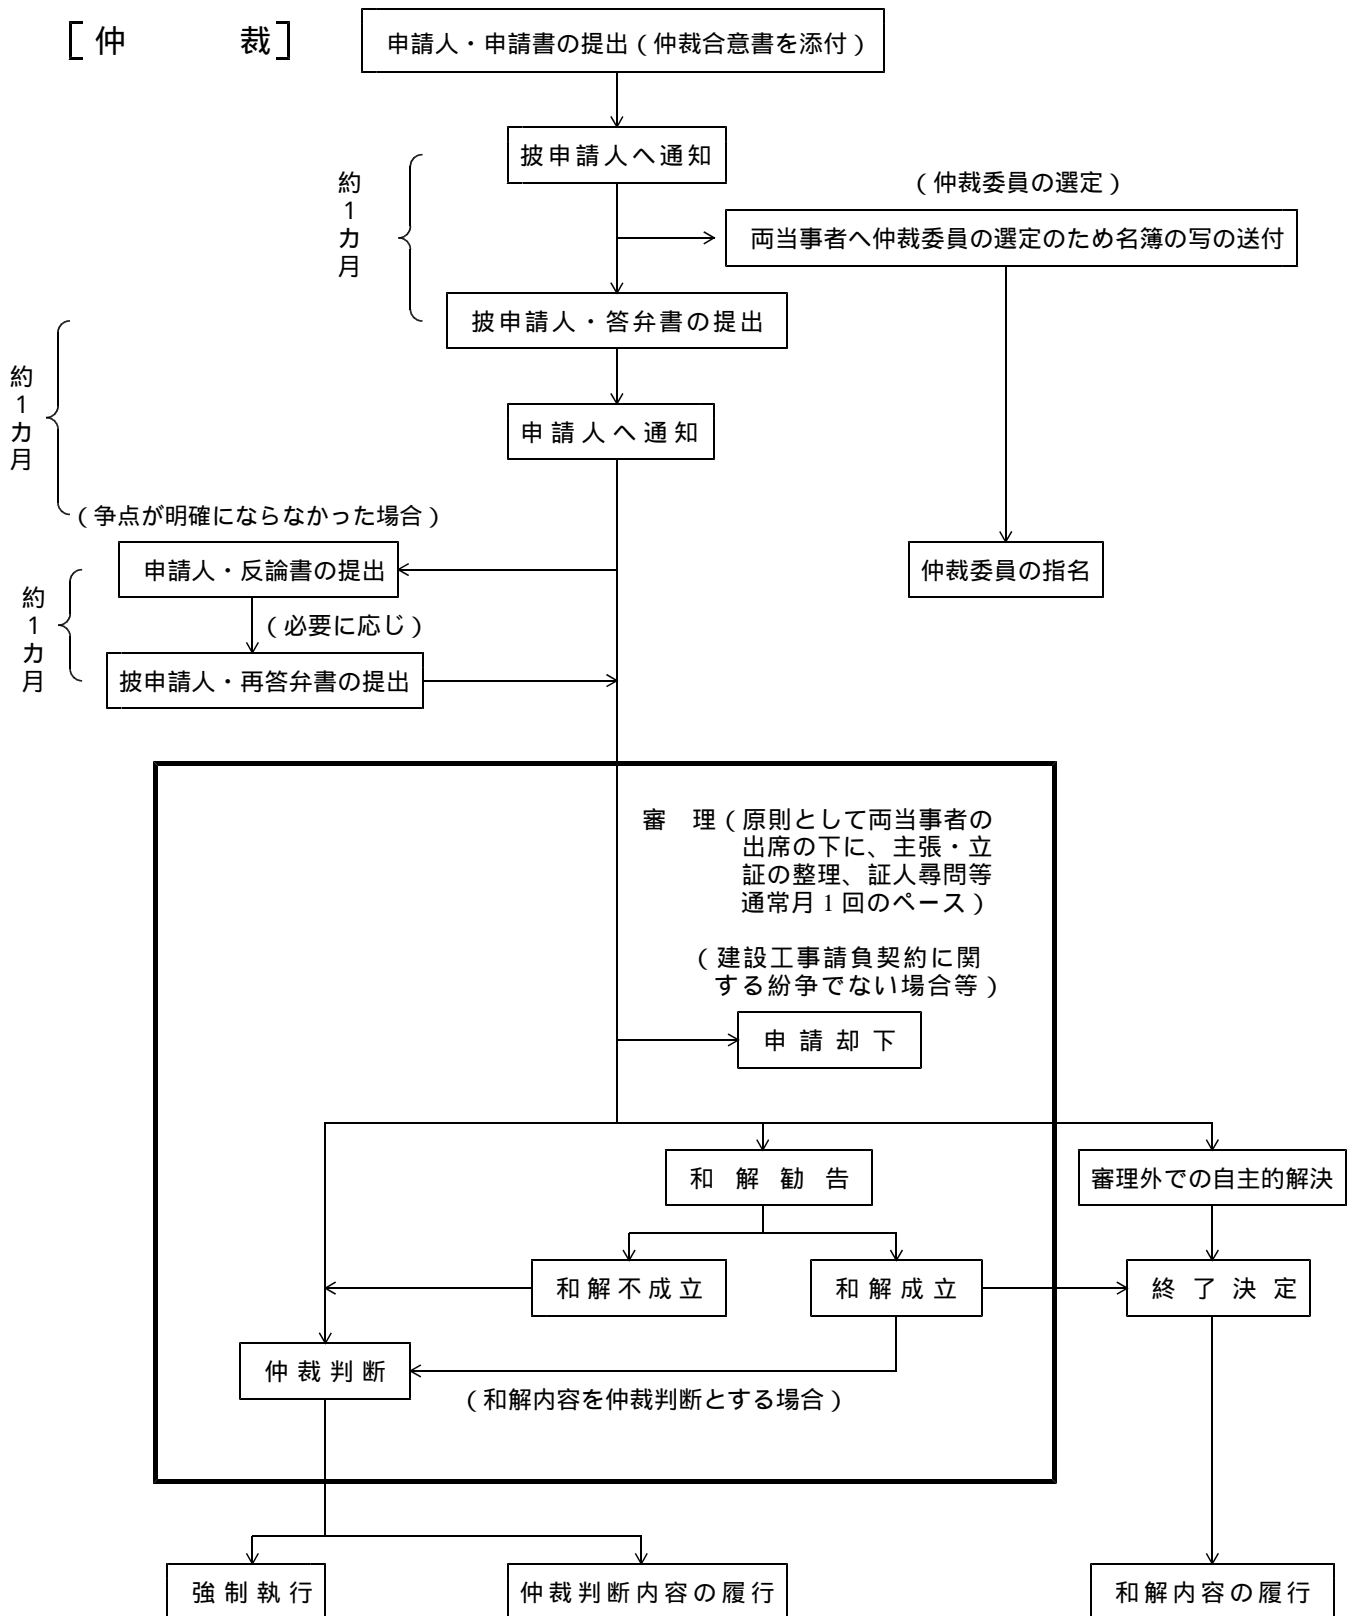 [仲　裁]
申請人・申請書の提出(仲裁合意書を添付)
披申請人へ通知
約1カ月
(仲裁委員の選定)
両当事者へ仲裁委員の選定のため名簿の写の送付
披申請人・答弁書の提出
約1カ月
申請人へ通知
(争点が明確にならなかった場合)
申請人・反論書の提出
仲裁委員の指名
約1カ月
(必要に応じ)
披申請人・再答弁書の提出
審　理(原則として両当事者の
出席の下に、主張・立
証の整理、証人尋問等
通常月1回のペース)
(建設工事請負契約に関
する紛争でない場合等)
申請却下
和解勧告
審理外での自主的解決
和解不成立
和解成立
終了決定
仲裁判断
(和解内容を仲裁判断とする場合)
強制執行
仲裁判断内容の履行
和解内容の履行